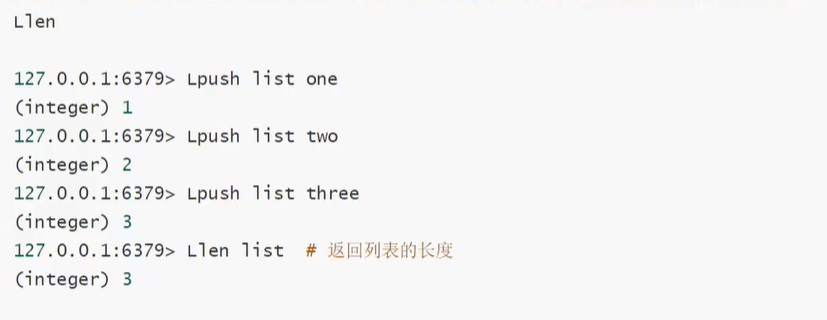 Llen
127.0.0.1:6379> Lpush list one
(integer) 1
127.0.0.1:6379> Lpush list two
(integer) 2
127.0.0.1:6379> Lpush list three
(integer) 3
127.0.0.1:6379> Llen list  # 返回列表的长度
(integer) 3